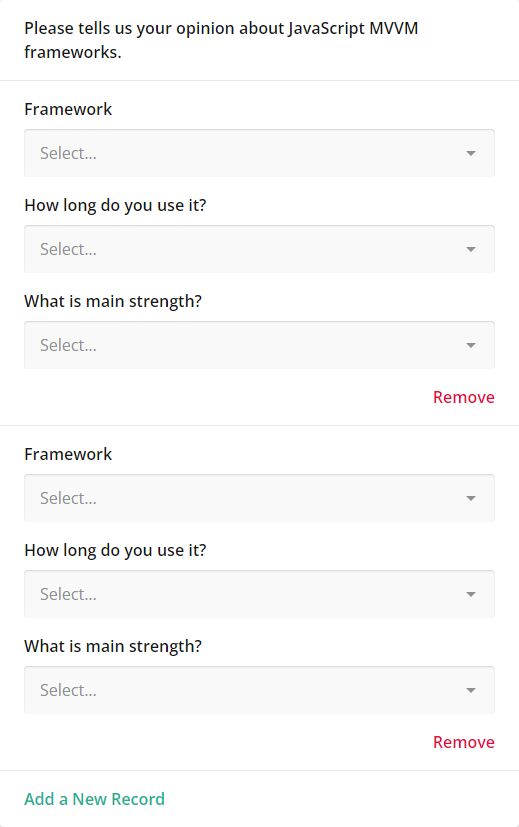 Please tells us your opinion about JavaScript MVVM
frameworks.
Framework
Select...
How long do you use it?
Select...
What is main strength?
Select...
Remove
Framework
Select...
How long do you use it?
Select...
What is main strength?
Select...
Remove
Add a New Record